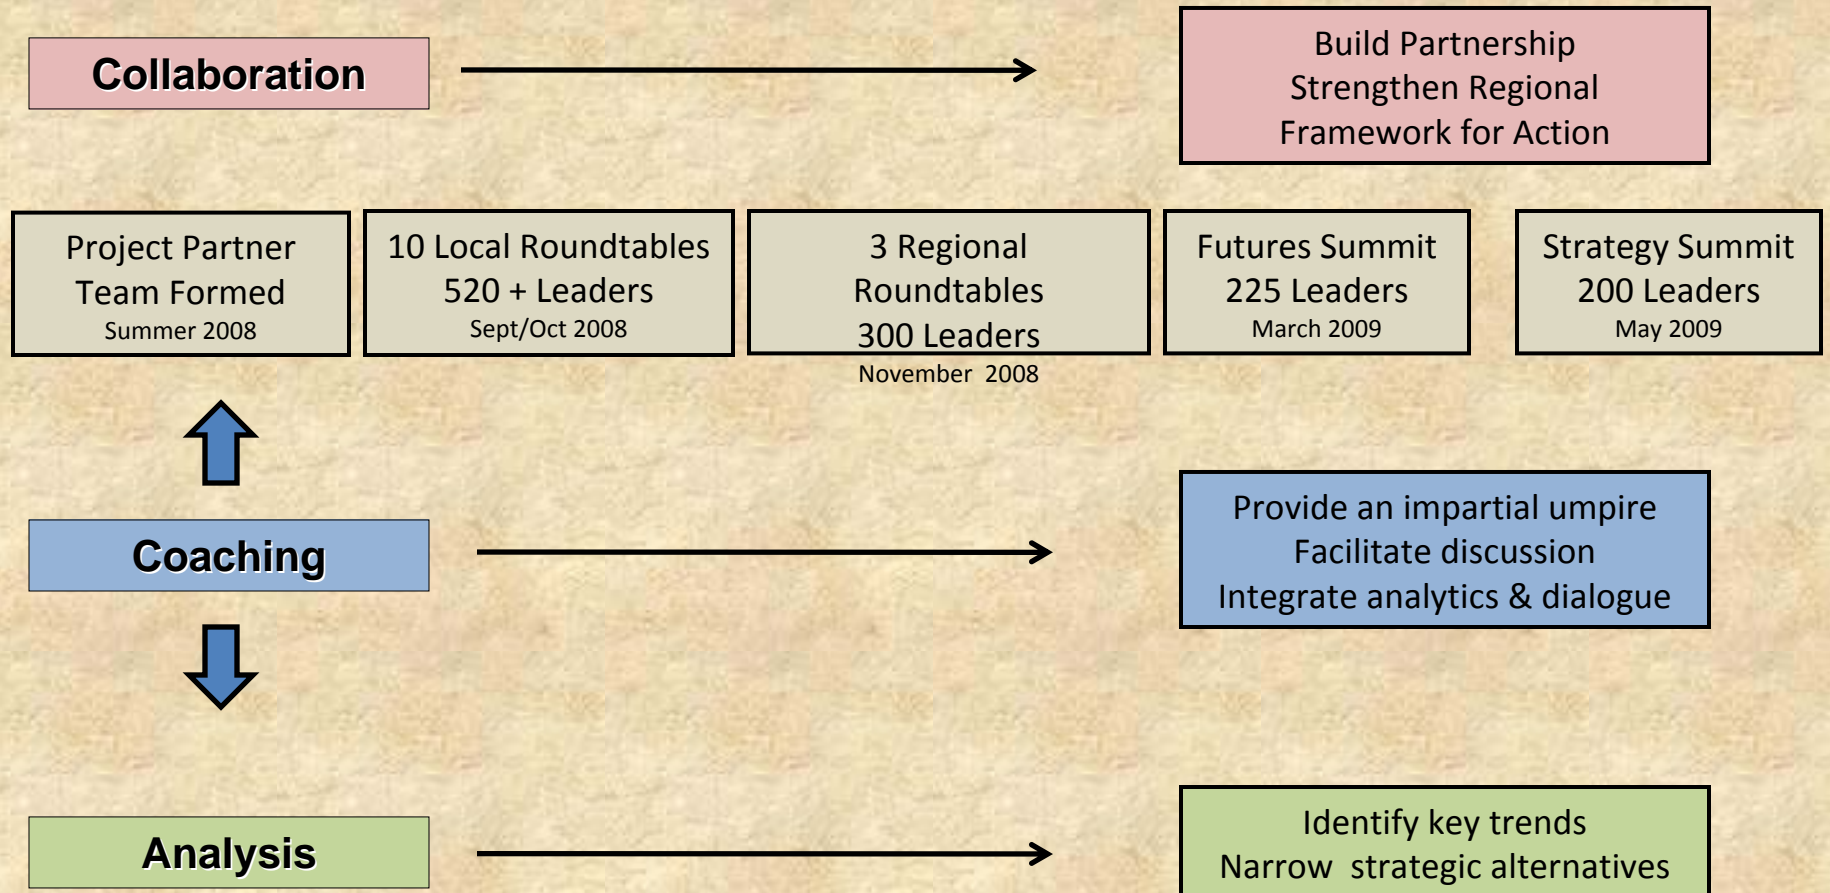 Collaboration
Build Partnership
Strengthen Regional
Framework for Action
Project Partner
Team Formed
Summer 2008
10 Local Roundtables
520 + Leaders
Sept/Oct 2008
3 Regional
Roundtables
300 Leaders
November 2008
Futures Summit
225 Leaders
March 2009
Strategy Summit
200 Leaders
May 2009
Coaching
Provide an impartial umpire
Facilitate discussion
Integrate analytics & dialogue
Analysis
Identify key trends
Narrow strategic alternatives